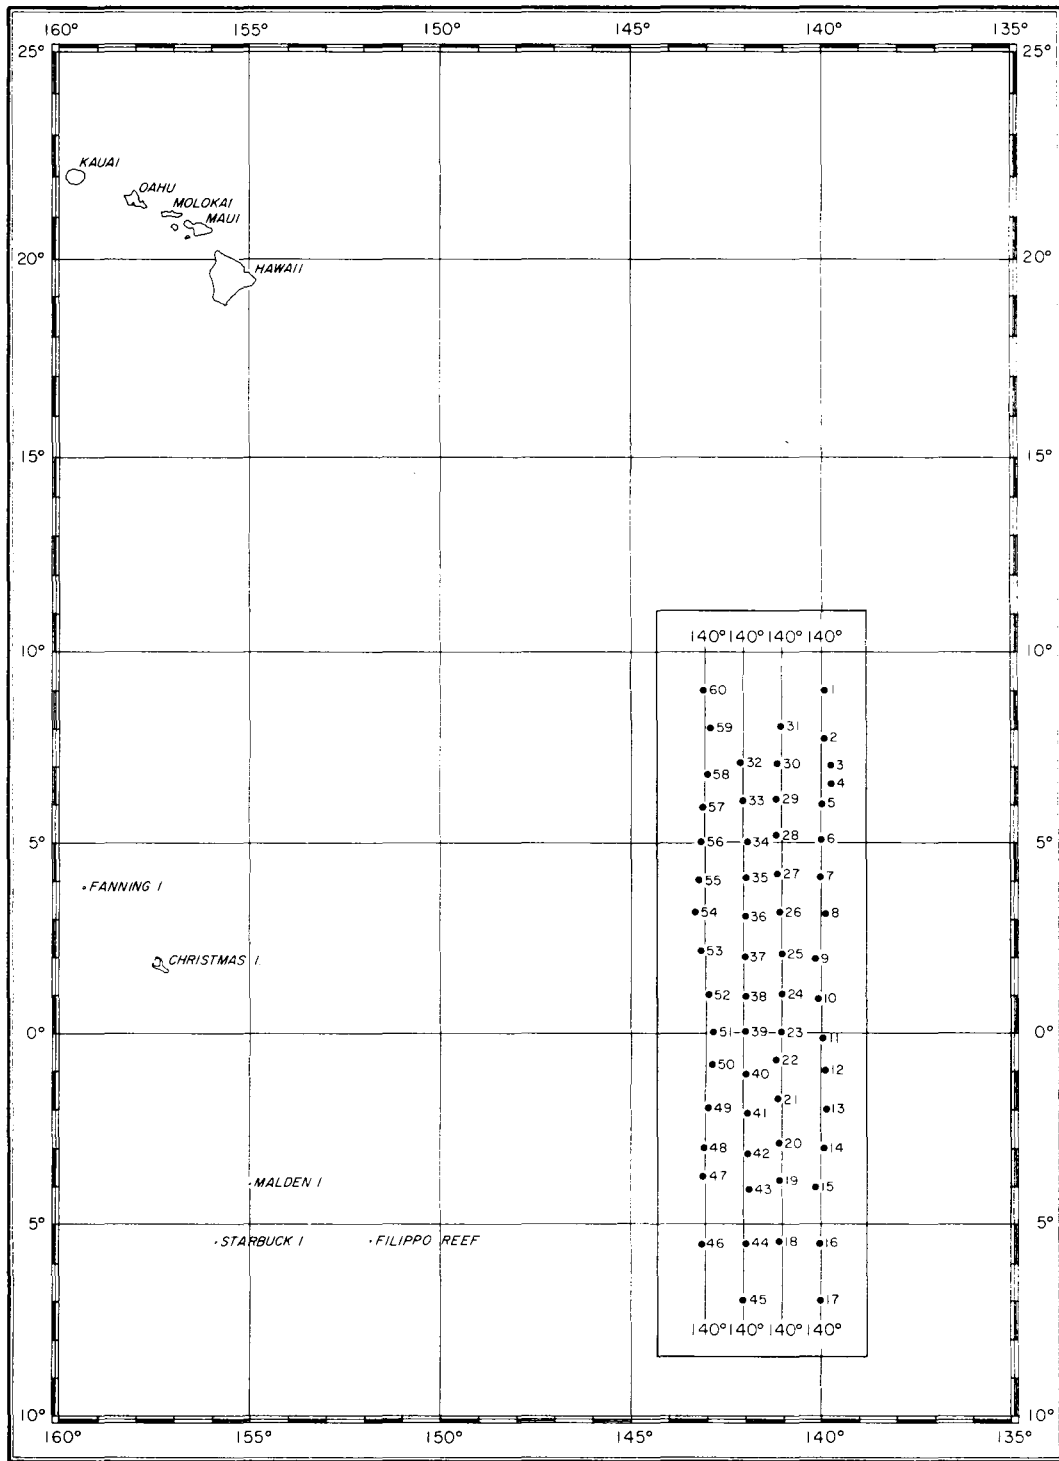 160° 155° 150° 145° 140° 135°
25° 25°
KAUAI
OAHU
MOLOKAI
MAUI
20° HAWAII 20°
15° 15°
140° 140° 140° 140°
10° 10°
60 1
59 31
2
32 30 3
58 4
57 33 29 5
28
5° 56 34 6 5°
55 35 27 7
FANNING I
54 36 26 8
53 37 25 9
CHRISTMAS I.
52 38 24 10
0° 51 39 23 11 0°
50 40 22 12
49 41 21 13
48 42 20 14
47 43 19 15
MALDEN I
5° 5°
STARBUCK I FILIPPO REEF 46 44 18 16
45 17
140° 140° 140° 140°
10° 10°
160° 155° 150° 145° 140° 135°